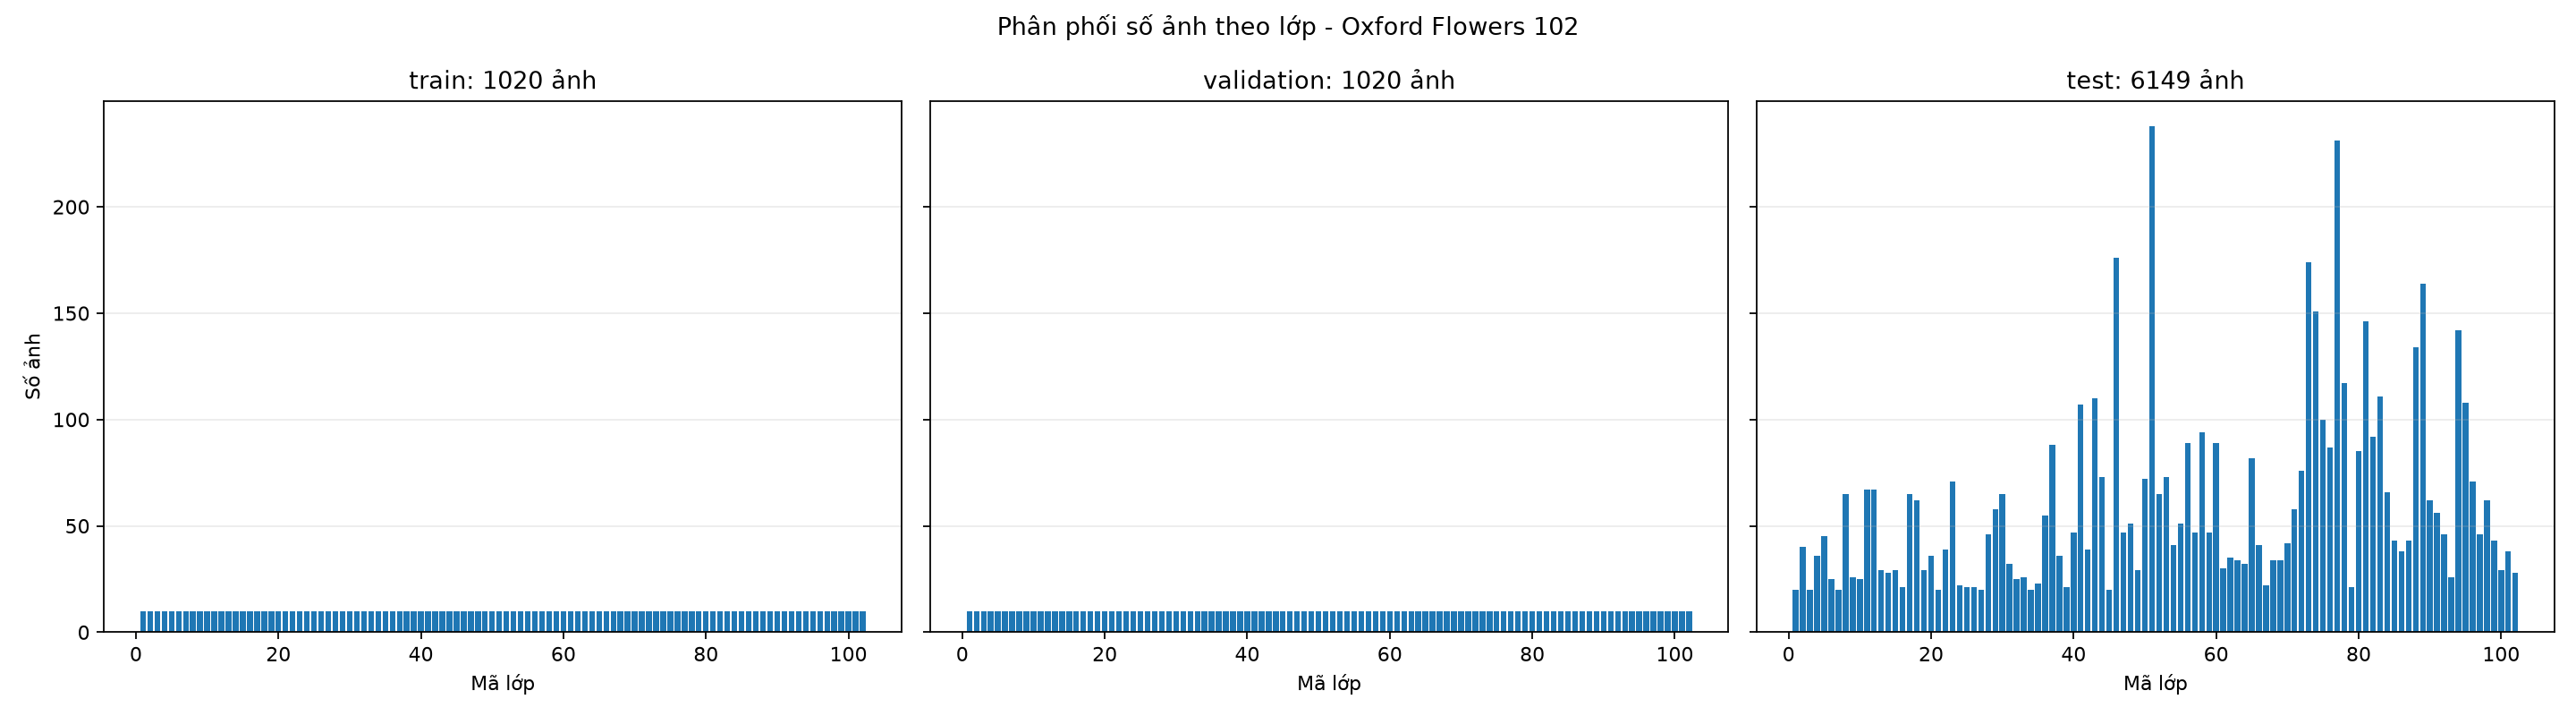 Phân phối số ảnh theo lớp - Oxford Flowers 102
train: 1020 ảnh
validation: 1020 ảnh
test: 6149 ảnh
Số ảnh
200
150
100
50
0
0 20 40 60 80 100
0 20 40 60 80 100
0 20 40 60 80 100
Mã lớp
Mã lớp
Mã lớp